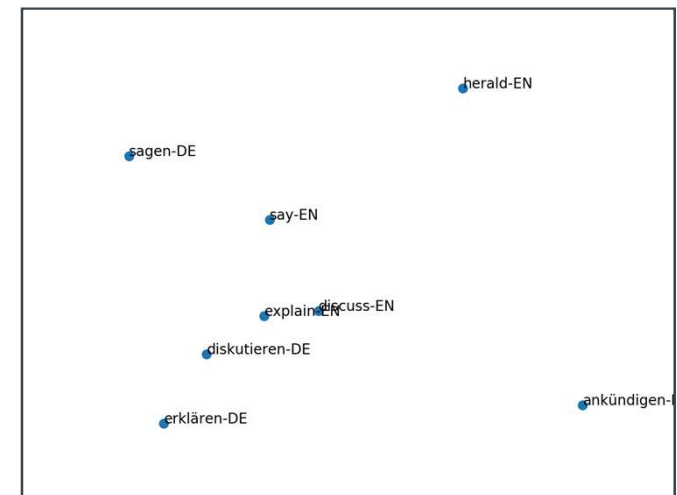 herald-EN
sagen-DE
say-EN
discuss-EN
explain-EN
diskutieren-DE
ankündigen-
erklären-DE